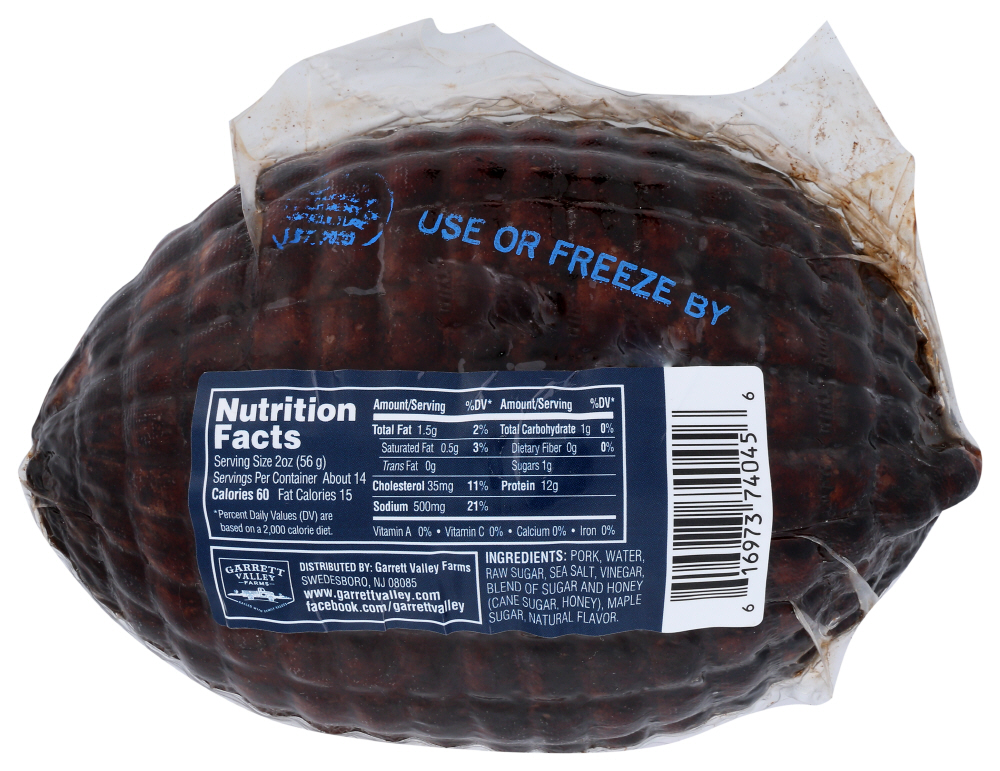 USE OR FREEZE BY
Nutrition
Facts
Serving Size 2oz (56 g)
Servings Per Container About 14
Calories 60 Fat Calories 15
*Percent Daily Values (DV) are
based on a 2,000 calorie diet.
Amount/Serving %DV* Amount/Serving %DV*
Total Fat 1.5g 2% Total Carbohydrate 1g 0%
Saturated Fat 0.5g 3% Dietary Fiber 0g 0%
Trans Fat 0g Sugars 1g
Cholesterol 35mg 11% Protein 12g
Sodium 500mg 21%
Vitamin A 0% • Vitamin C 0% • Calcium 0% • Iron 0%
GARRETT
VALLEY
FARMS
DISTRIBUTED BY: Garrett Valley Farms
SWEDESBORO, NJ 08085
www.garrettvalley.com
facebook.com/garrettvalley
INGREDIENTS: PORK, WATER,
RAW SUGAR, SEA SALT, VINEGAR,
BLEND OF SUGAR AND HONEY
(CANE SUGAR, HONEY), MAPLE
SUGAR, NATURAL FLAVOR.
6 16973 74045 6